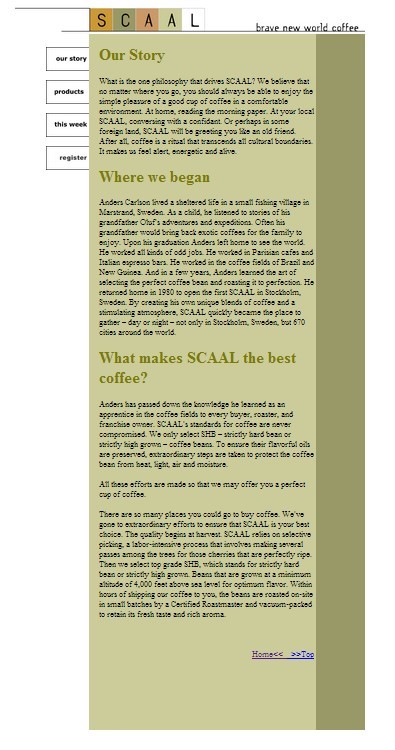 S C A A L
brave new world coffee
our story
products
this week
register
Our Story
What is the one philosophy that drives SCAAL? We believe that
no matter where you go, you should always be able to enjoy the
simple pleasure of a good cup of coffee in a comfortable
environment. At home, reading the morning paper. At your local
SCAAL, conversing with a confidant. Or perhaps in some
foreign land, SCAAL will be greeting you like an old friend.
After all, coffee is a ritual that transcends all cultural boundaries.
It makes us feel alert, energetic and alive.
Where we began
Anders Carlson lived a sheltered life in a small fishing village in
Marstrand, Sweden. As a child, he listened to stories of his
grandfather Oluf's adventures and expeditions. Often his
grandfather would bring back exotic coffees for the family to
enjoy. Upon his graduation Anders left home to see the world.
He worked all kinds of odd jobs. He worked in Parisian cafes and
Italian espresso bars. He worked in the coffee fields of Brazil and
New Guinea. And in a few years, Anders learned the art of
selecting the perfect coffee bean and roasting it to perfection. He
returned home in 1980 to open the first SCAAL in Stockholm,
Sweden. By creating his own unique blends of coffee and a
stimulating atmosphere, SCAAL quickly became the place to
gather – day or night – not only in Stockholm, Sweden, but 670
cities around the world.
What makes SCAAL the best
coffee?
Anders has passed down the knowledge he learned as an
apprentice in the coffee fields to every buyer, roaster, and
franchise owner. SCAAL's standards for coffee are never
compromised. We only select SHB – strictly hard bean or
strictly high grown – coffee beans. To ensure their flavorful oils
are preserved, extraordinary steps are taken to protect the coffee
bean from heat, light, air and moisture.
All these efforts are made so that we may offer you a perfect
cup of coffee.
There are so many places you could go to buy coffee. We've
gone to extraordinary efforts to ensure that SCAAL is your best
choice. The quality begins at harvest. SCAAL relies on selective
picking, a labor-intensive process that involves making several
passes among the trees for those cherries that are perfectly ripe.
Then we select top grade SHB, which stands for strictly hard
bean or strictly high grown. Beans that are grown at a minimum
altitude of 4,000 feet above sea level for optimum flavor. Within
hours of shipping our coffee to you, the beans are roasted on-site
in small batches by a Certified Roastmaster and vacuum-packed
to retain its fresh taste and rich aroma.
Home<< >>Top